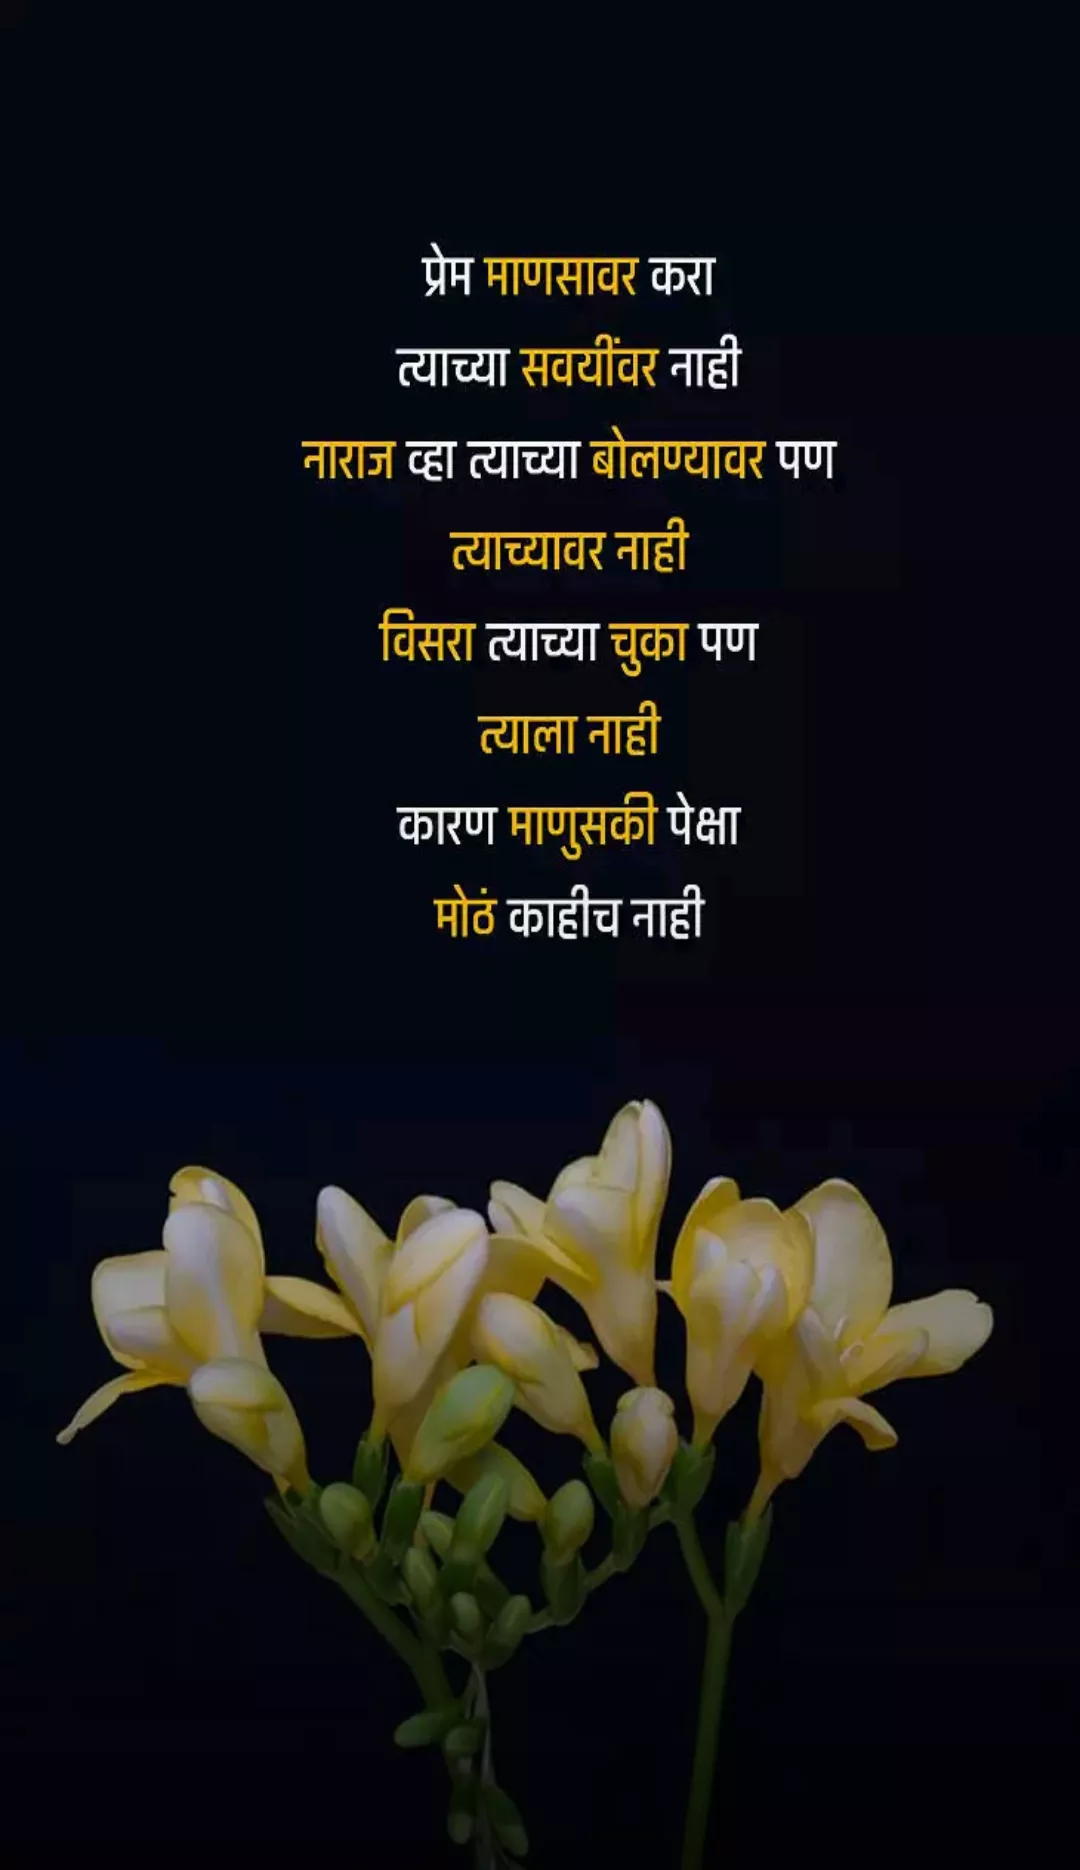 प्रेम माणसावर करा
त्याच्या सवयींवर नाही
नाराज व्हा त्याच्या बोलण्यावर पण
त्याच्यावर नाही
विसरा त्याच्या चुका पण
त्याला नाही
कारण माणुसकी पेक्षा
मोठं काहीच नाही